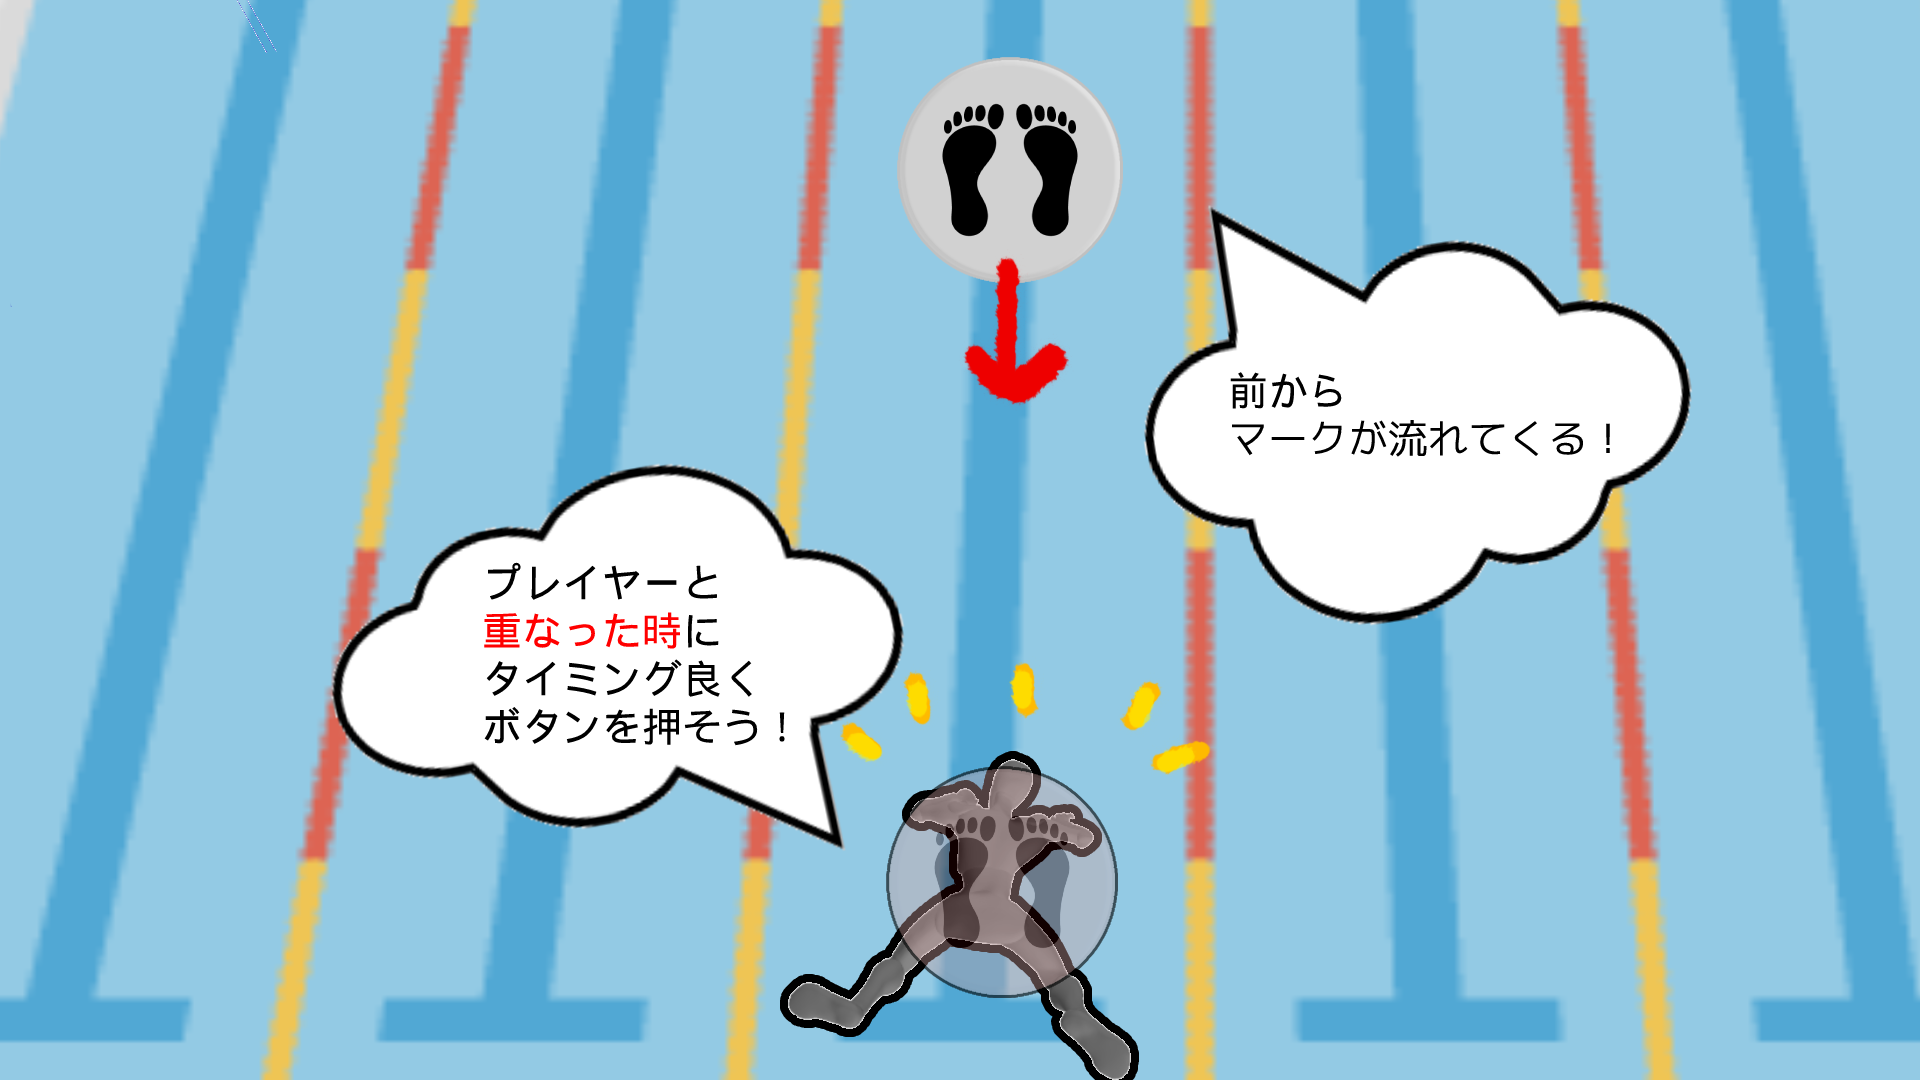 前から
マークが流れてくる！
プレイヤーと
重なった時に
タイミング良く
ボタンを押そう！